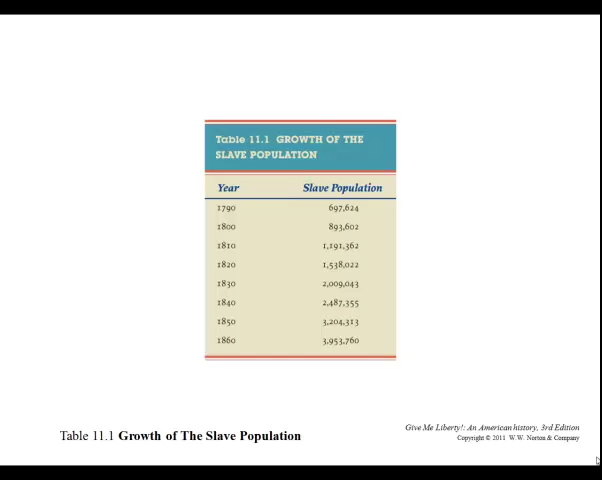 Table 11.1 GROWTH OF THE
SLAVE POPULATION
Year Slave Population
1790 697,624
1800 893,602
1810 1,191,362
1820 1,538,022
1830 2,009,043
1840 2,487,355
1850 3,204,313
1860 3,953,760
Table 11.1 Growth of The Slave Population
Give Me Liberty!: An American history, 3rd Edition
Copyright © 2011 W.W. Norton & Company